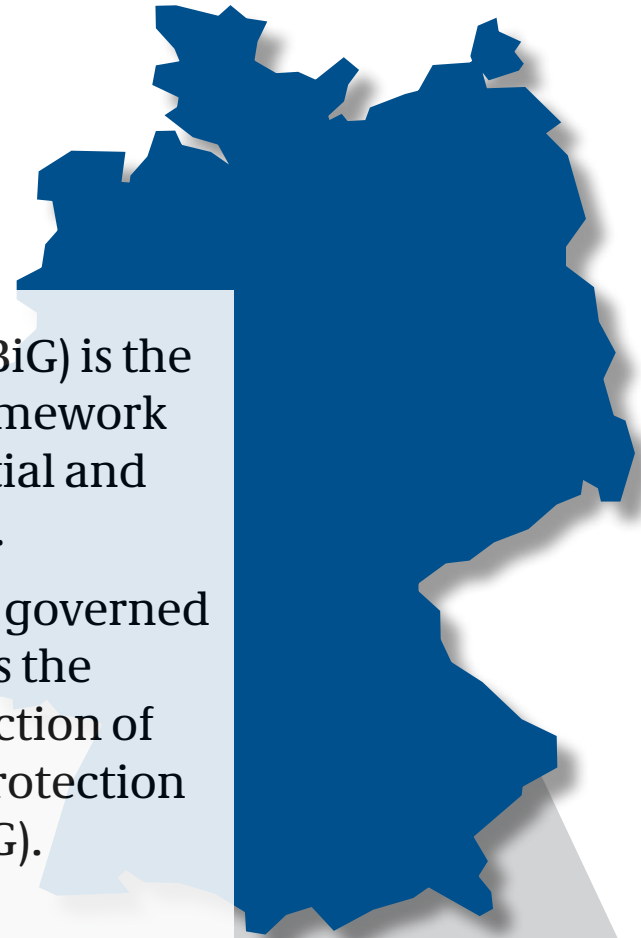 BiG) is the
mework
tial and
.
governed
s the
ction of
rotection
G).